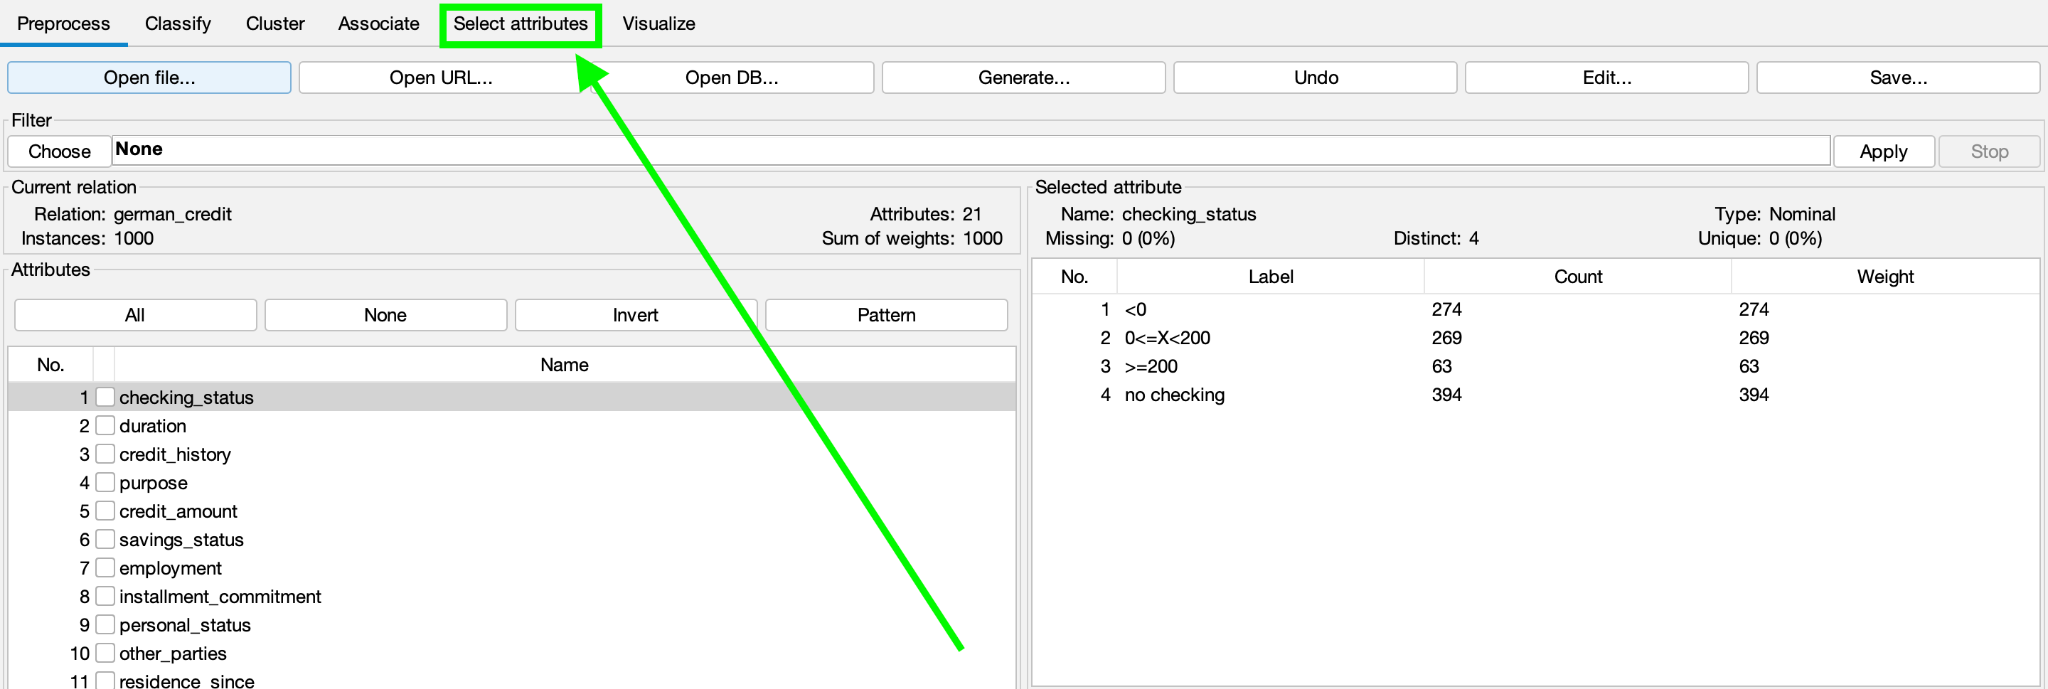 Preprocess Classify Cluster Associate Select attributes Visualize
Open file... Open URL... Open DB... Generate... Undo Edit... Save...
Filter
Choose None Apply Stop
Current relation
Relation: german_credit Attributes: 21
Instances: 1000 Sum of weights: 1000
Attributes
All None Invert Pattern
No. Name
1 checking_status
2 duration
3 credit_history
4 purpose
5 credit_amount
6 savings_status
7 employment
8 installment_commitment
9 personal_status
10 other_parties
11 residence_since
Selected attribute
Name: checking_status Type: Nominal
Missing: 0 (0%) Distinct: 4 Unique: 0 (0%)
No. Label Count Weight
1 <0 274 274
2 0<=X<200 269 269
3 >=200 63 63
4 no checking 394 394